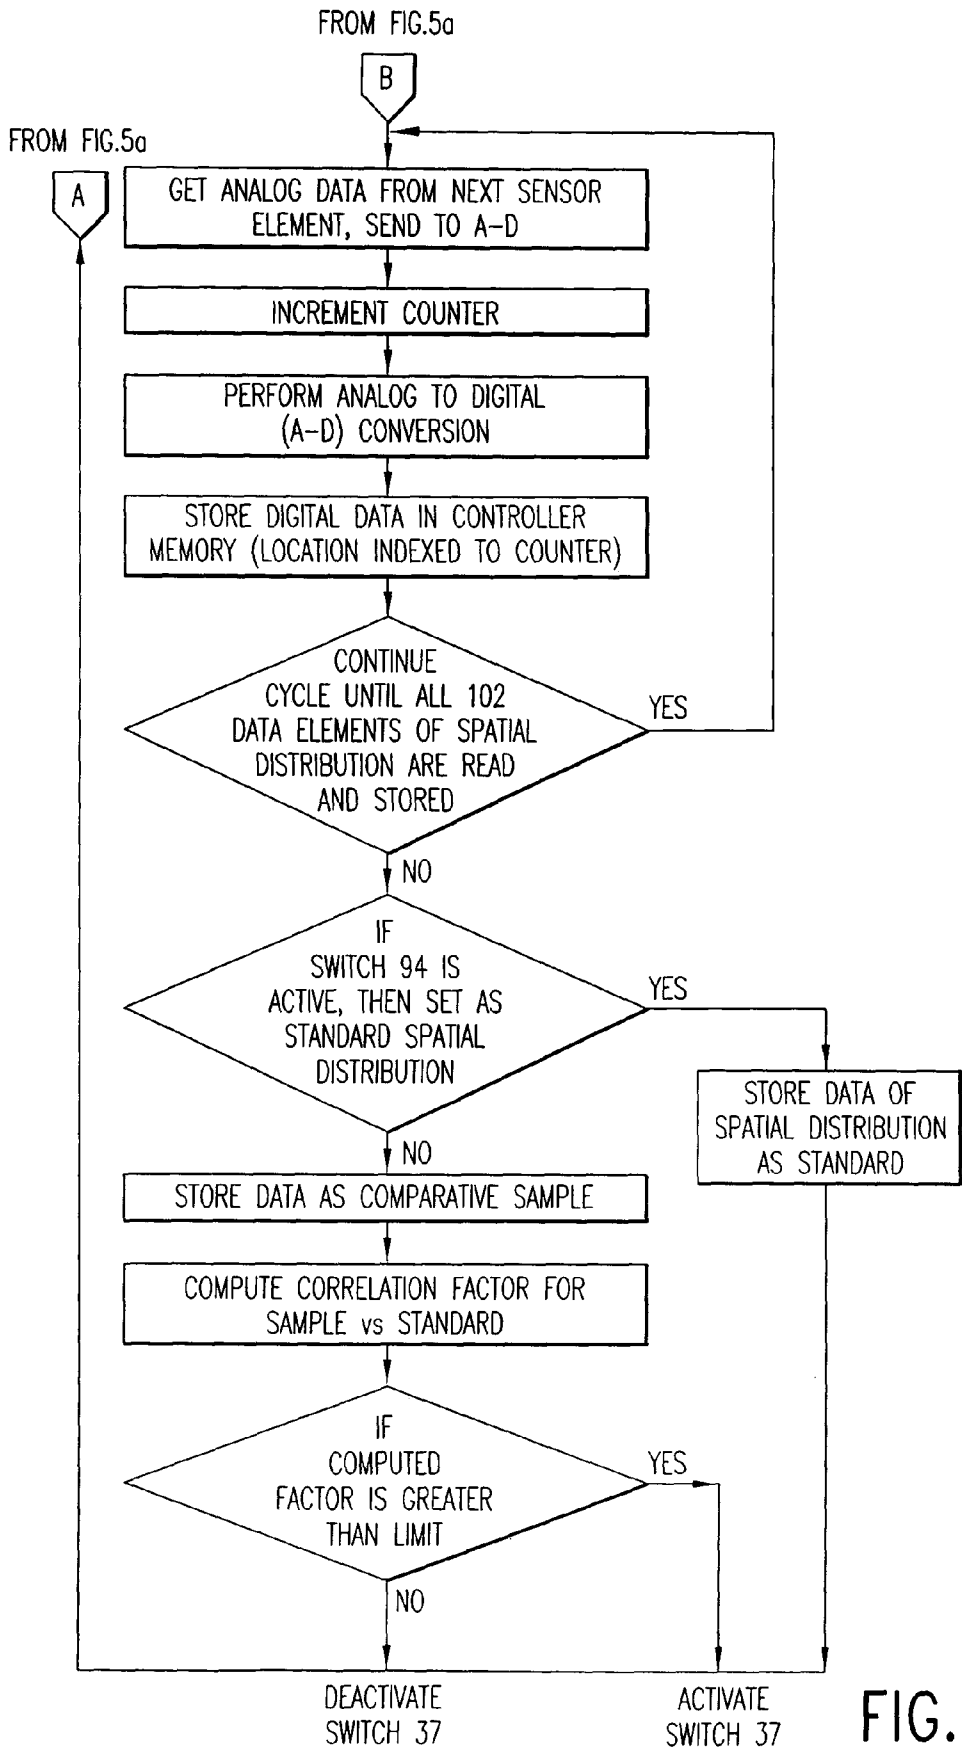 FROM FIG.5a
B
FROM FIG.5a
A
GET ANALOG DATA FROM NEXT SENSOR
ELEMENT, SEND TO A-D
INCREMENT COUNTER
PERFORM ANALOG TO DIGITAL
(A-D) CONVERSION
STORE DIGITAL DATA IN CONTROLLER
MEMORY (LOCATION INDEXED TO COUNTER)
CONTINUE
CYCLE UNTIL ALL 102
DATA ELEMENTS OF SPATIAL
DISTRIBUTION ARE READ
AND STORED
YES
NO
IF
SWITCH 94 IS
ACTIVE, THEN SET AS
STANDARD SPATIAL
DISTRIBUTION
YES
STORE DATA OF
SPATIAL DISTRIBUTION
AS STANDARD
NO
STORE DATA AS COMPARATIVE SAMPLE
COMPUTE CORRELATION FACTOR FOR
SAMPLE vs STANDARD
IF
COMPUTED
FACTOR IS GREATER
THAN LIMIT
YES
NO
DEACTIVATE
SWITCH 37
ACTIVATE
SWITCH 37
FIG.